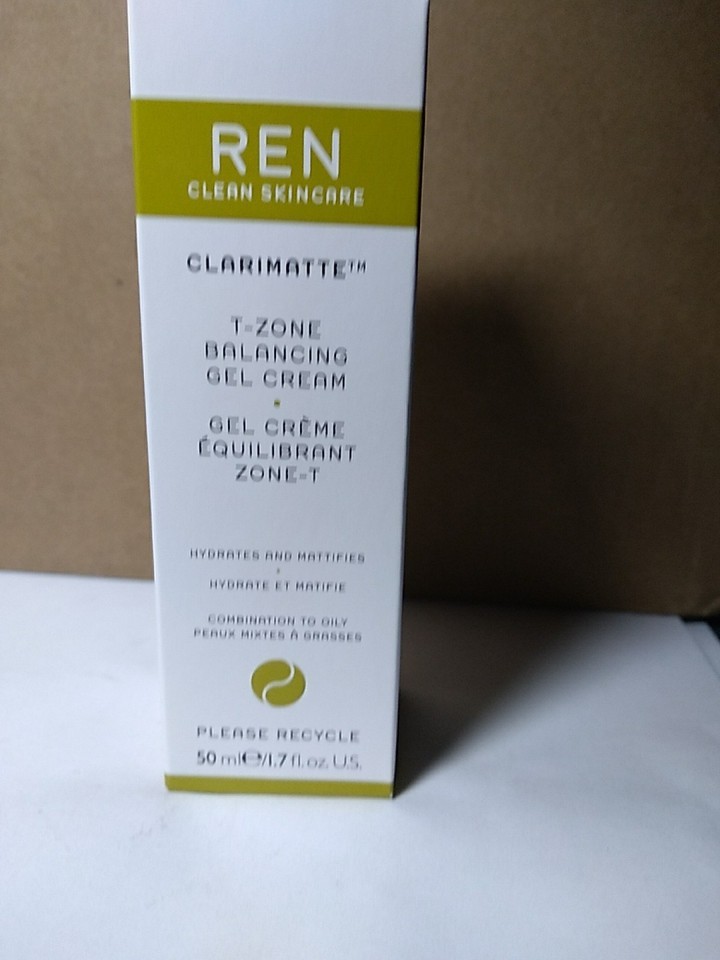 REN
CLEAN SKINCARE
CLARIMATTE™
T-ZONE
BALANCING
GEL CREAM
GEL CRÈME
ÉQUILIBRANT
ZONE-T
HYDRATES AND MATTIFIES
HYDRATE ET MATIFIE
COMBINATION TO OILY
PEAUX MIXTES À GRASSES
PLEASE RECYCLE
50 ml℮/1.7 fl. oz. U.S.